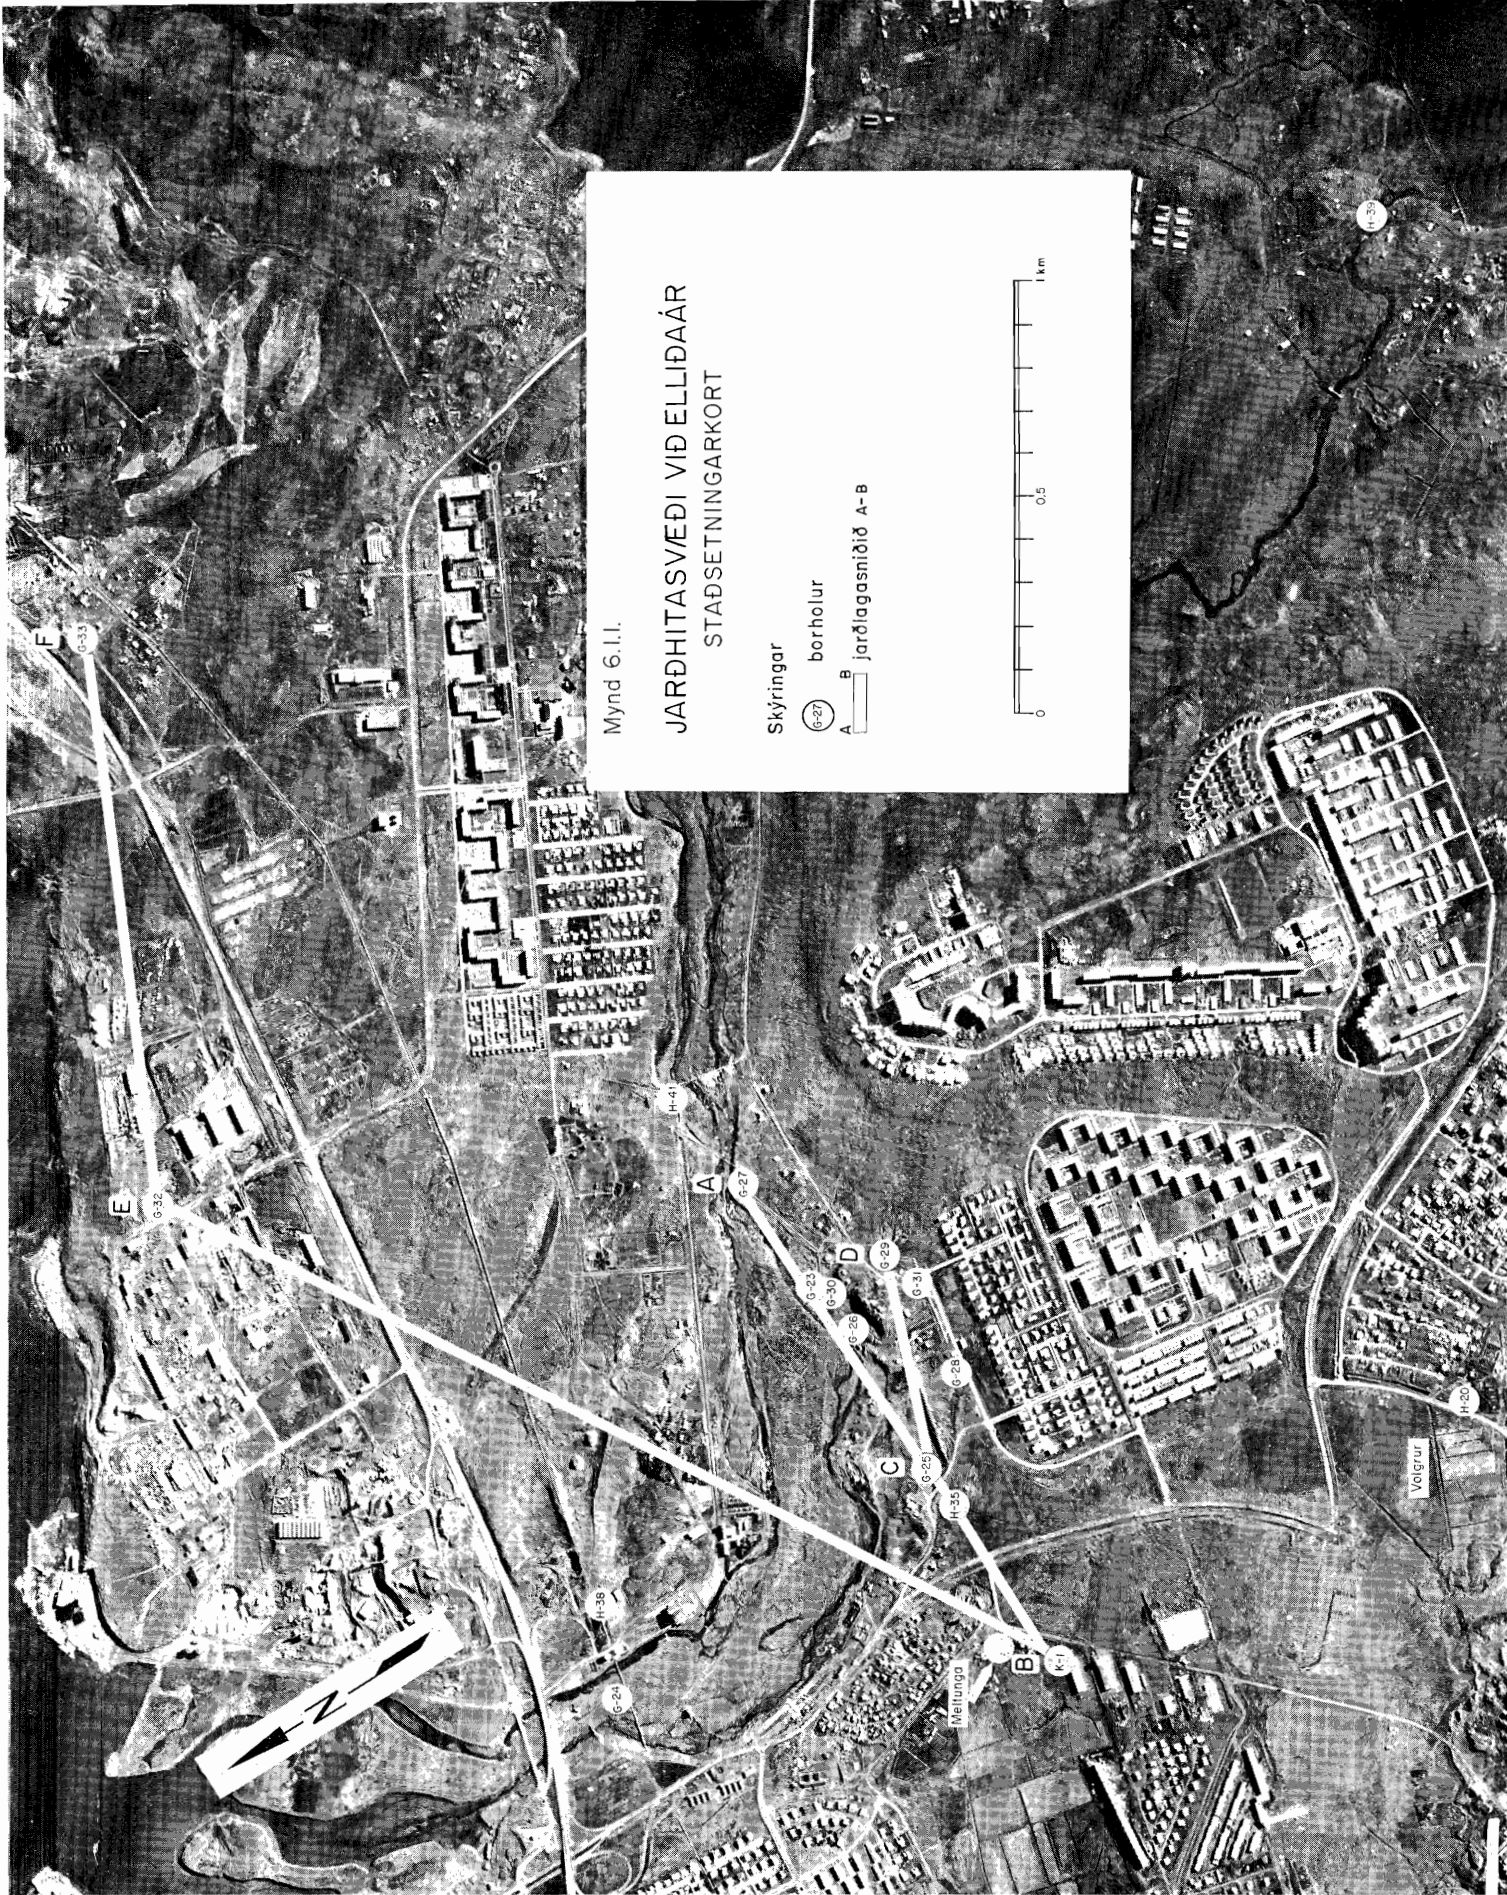 Mynd 6.1.1.
JARÐHITASVÆÐI VIÐ ELLIÐAÁR
STAÐSETNINGARKORT
Skýringar
G-27 borholur
A B jarðlagasniðið A-B
0 0,5 1 km
F
G-33
E
G-32
H-41
A
G-27
G-23
G-30
G-26
D
G-29
G-31
G-28
C
G-25
H-35
H-38
G-24
N
B
K-1
Meltunga
Volgrur
H-20
H-39